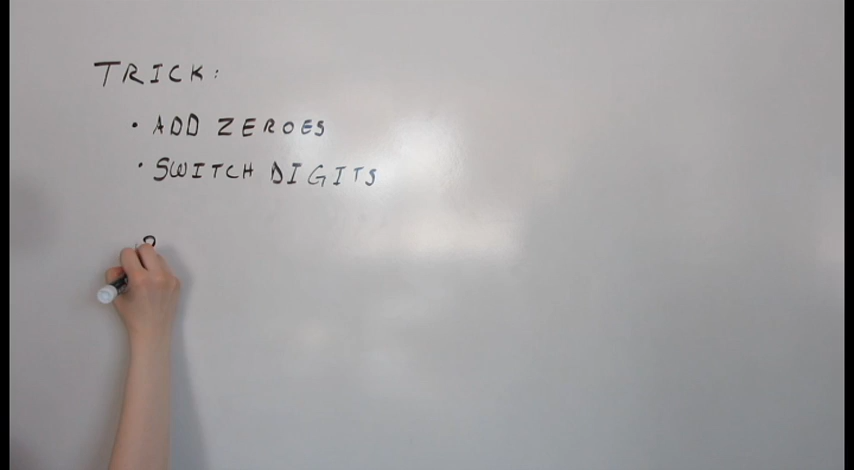 TRICK:
• ADD ZEROES
• SWITCH DIGITS